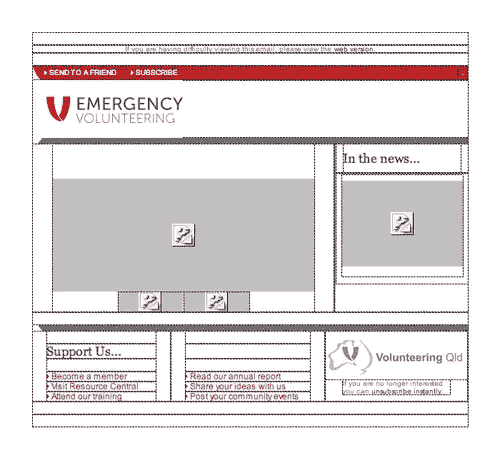 If you are having difficulty viewing this email, please view the web version.
SEND TO A FRIEND SUBSCRIBE
EMERGENCY
VOLUNTEERING
In the news...
Support Us...
Become a member
Visit Resource Central
Attend our training
Read our annual report
Share your ideas with us
Post your community events
Volunteering Qld
If you are no longer interested
you can unsubscribe instantly